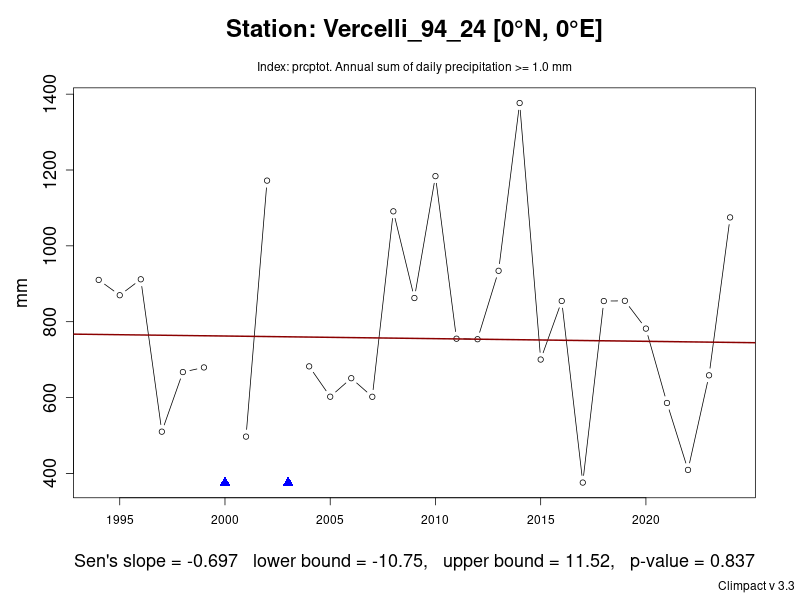 Station: Vercelli_94_24 [0°N, 0°E]
Index: prcptot. Annual sum of daily precipitation >= 1.0 mm
1400
1200
1000
800
600
400
mm
1995 2000 2005 2010 2015 2020
Sen's slope = -0.697 lower bound = -10.75, upper bound = 11.52, p-value = 0.837
Climpact v 3.3